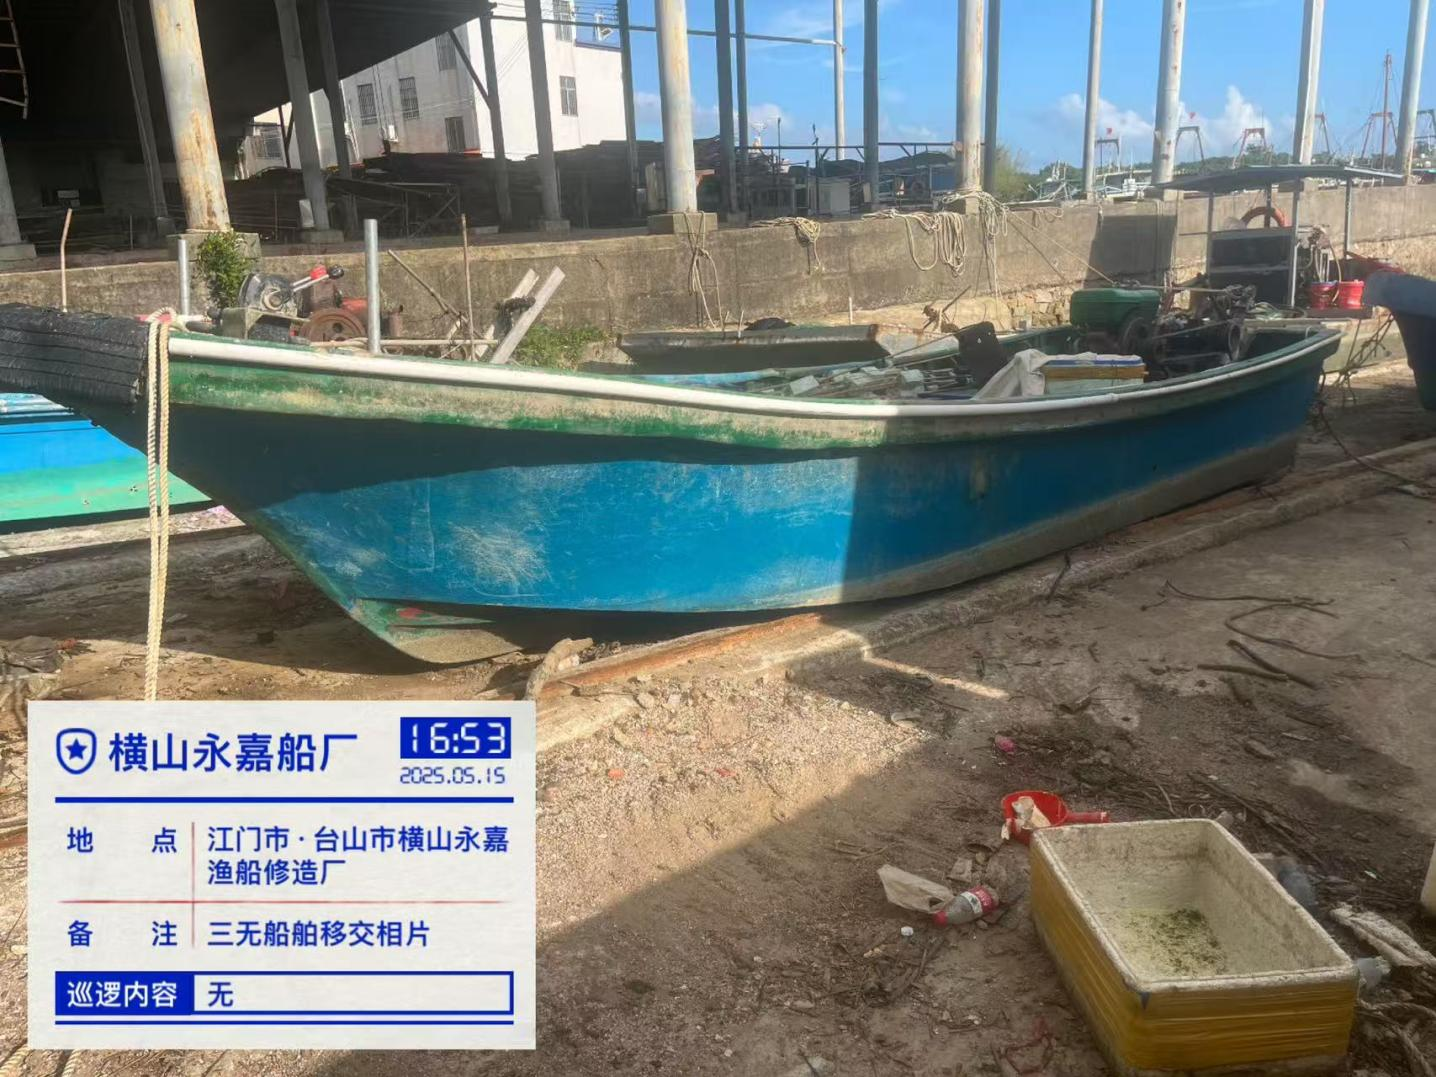 横山永嘉船厂
16:53
2025.05.15
地 点 江门市·台山市横山永嘉
渔船修造厂
备 注 三无船舶移交相片
巡逻内容 无